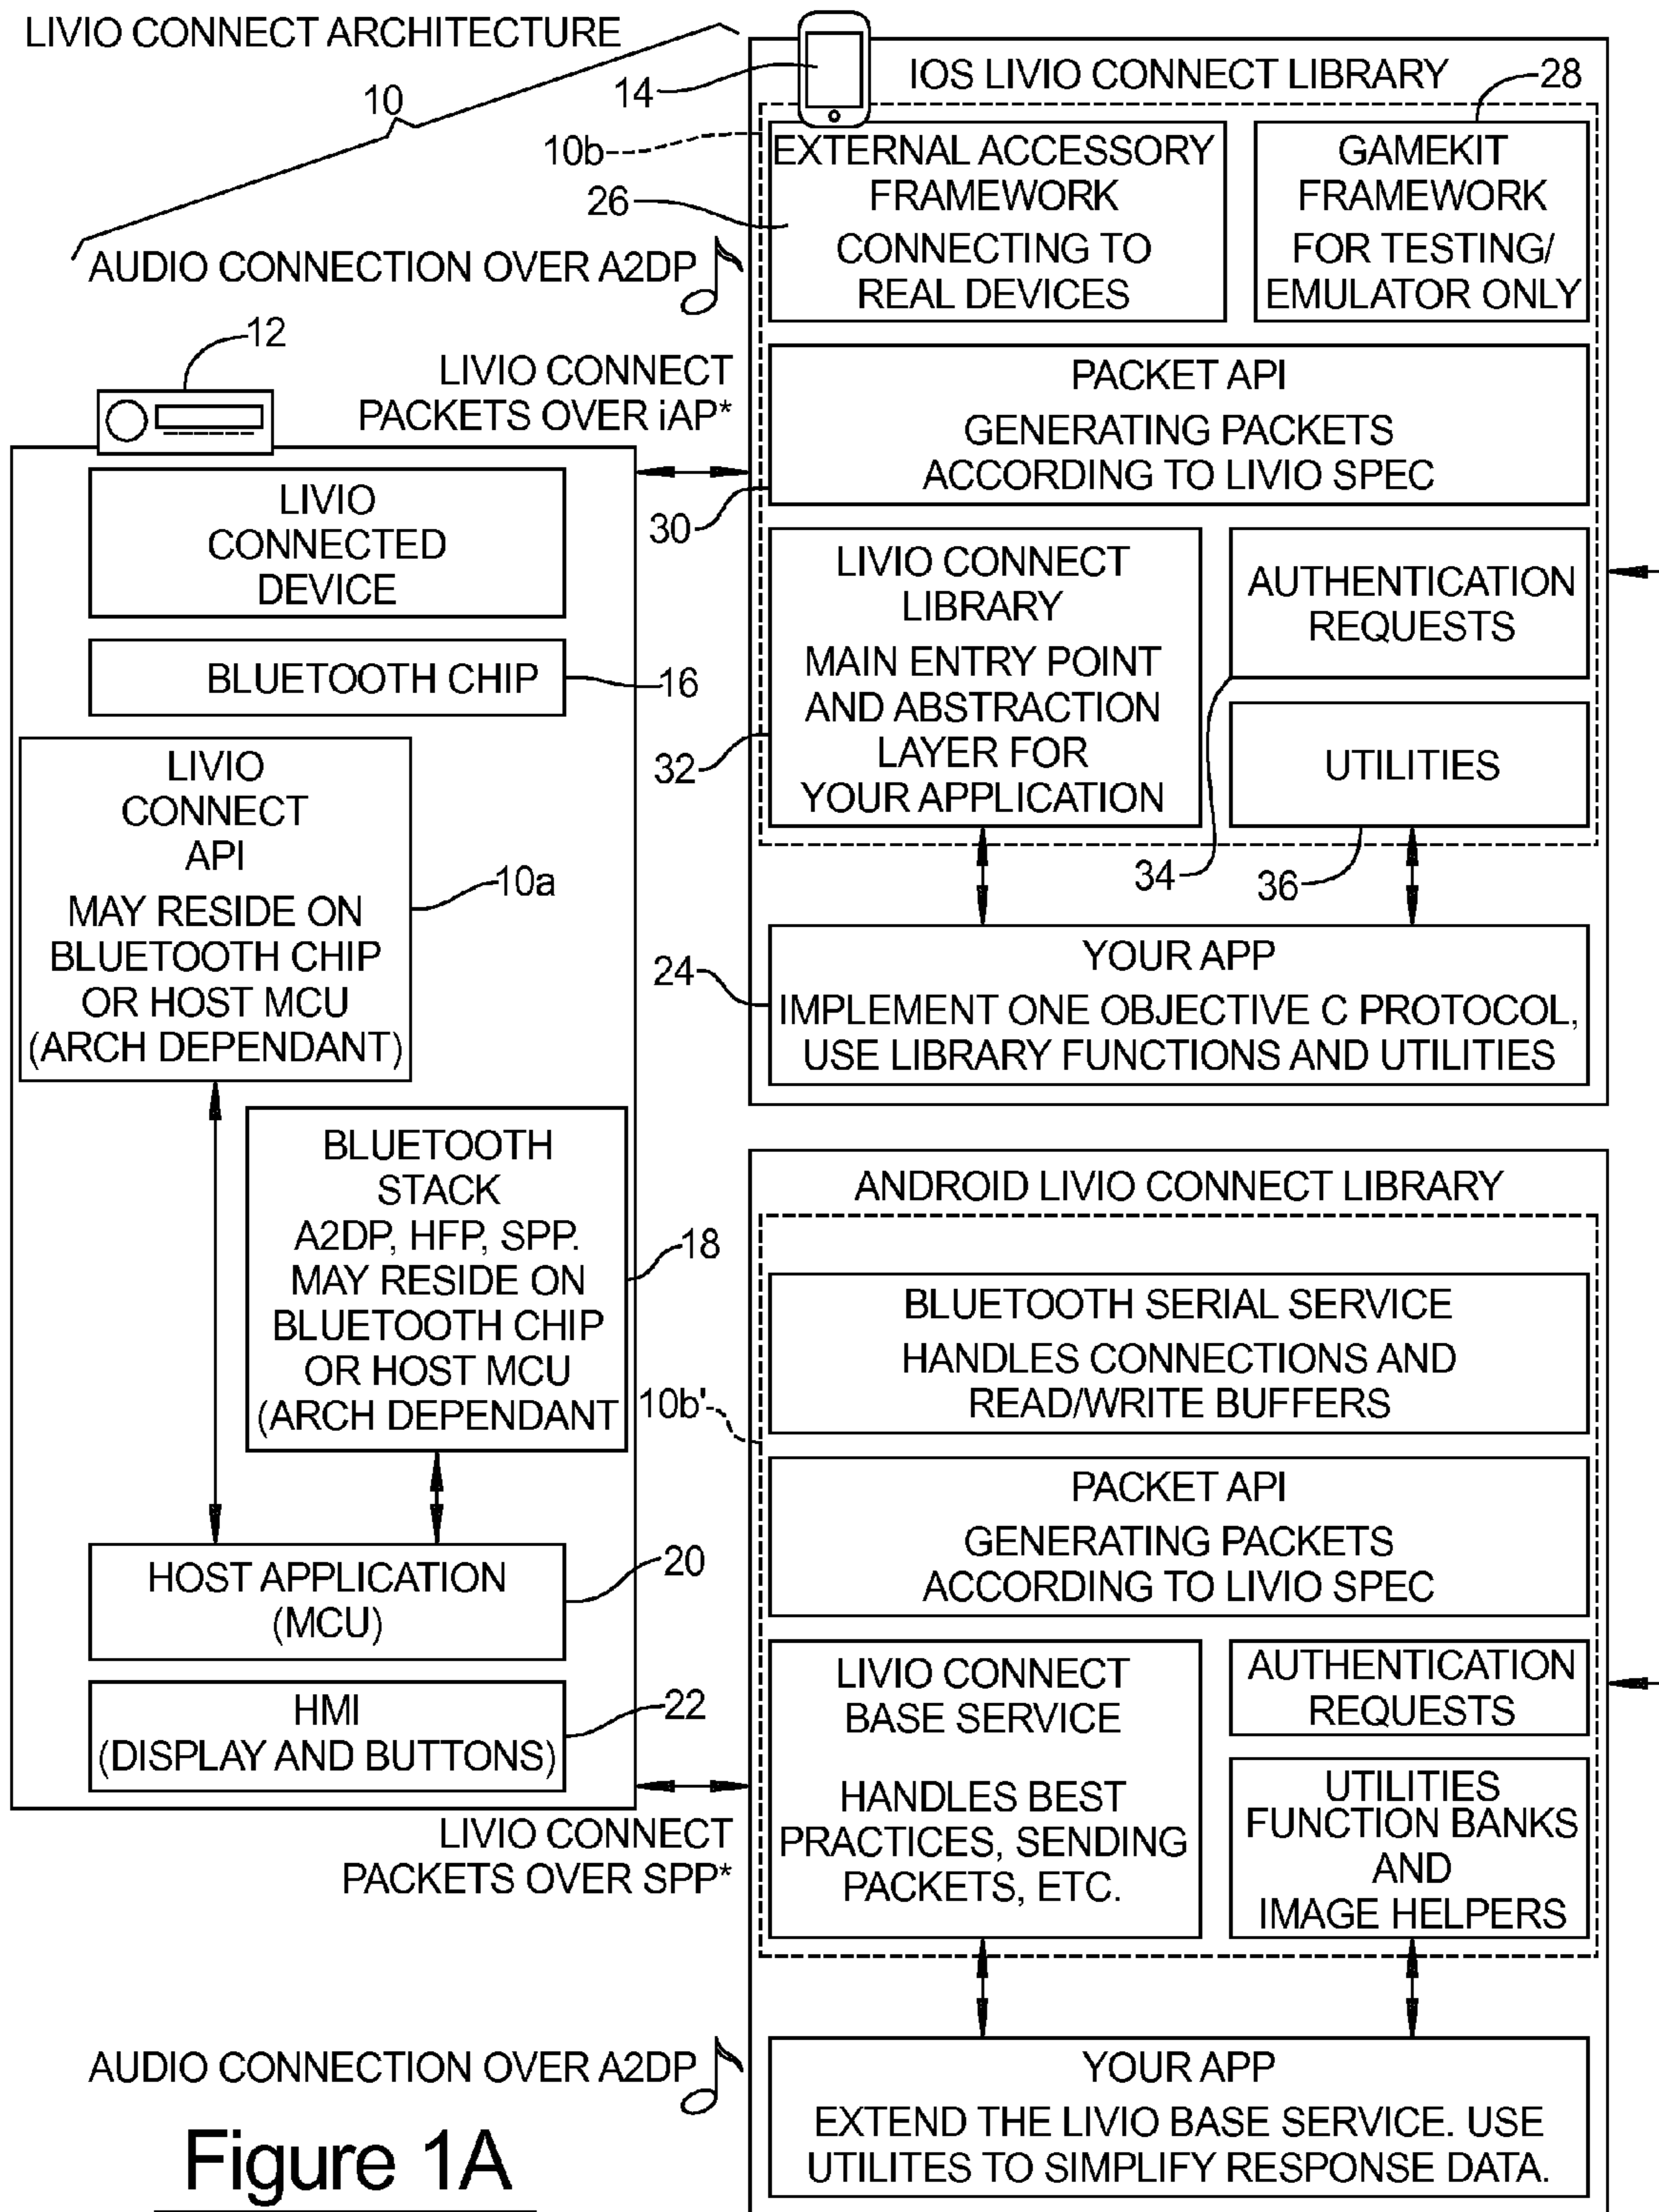 LIVIO CONNECT ARCHITECTURE
10
AUDIO CONNECTION OVER A2DP
12
LIVIO CONNECT
PACKETS OVER iAP*
LIVIO
CONNECTED
DEVICE
BLUETOOTH CHIP
16
LIVIO
CONNECT
API
MAY RESIDE ON
BLUETOOTH CHIP
OR HOST MCU
(ARCH DEPENDANT)
10a
BLUETOOTH
STACK
A2DP, HFP, SPP.
MAY RESIDE ON
BLUETOOTH CHIP
OR HOST MCU
(ARCH DEPENDANT
18
HOST APPLICATION
(MCU)
20
HMI
(DISPLAY AND BUTTONS)
22
LIVIO CONNECT
PACKETS OVER SPP*
AUDIO CONNECTION OVER A2DP
14
IOS LIVIO CONNECT LIBRARY
28
10b
EXTERNAL ACCESSORY
FRAMEWORK
CONNECTING TO
REAL DEVICES
26
GAMEKIT
FRAMEWORK
FOR TESTING/
EMULATOR ONLY
PACKET API
GENERATING PACKETS
ACCORDING TO LIVIO SPEC
30
LIVIO CONNECT
LIBRARY
MAIN ENTRY POINT
AND ABSTRACTION
LAYER FOR
YOUR APPLICATION
32
AUTHENTICATION
REQUESTS
34
UTILITIES
36
YOUR APP
IMPLEMENT ONE OBJECTIVE C PROTOCOL,
USE LIBRARY FUNCTIONS AND UTILITIES
24
ANDROID LIVIO CONNECT LIBRARY
10b'
BLUETOOTH SERIAL SERVICE
HANDLES CONNECTIONS AND
READ/WRITE BUFFERS
PACKET API
GENERATING PACKETS
ACCORDING TO LIVIO SPEC
LIVIO CONNECT
BASE SERVICE
HANDLES BEST
PRACTICES, SENDING
PACKETS, ETC.
AUTHENTICATION
REQUESTS
UTILITIES
FUNCTION BANKS
AND
IMAGE HELPERS
YOUR APP
EXTEND THE LIVIO BASE SERVICE. USE
UTILITES TO SIMPLIFY RESPONSE DATA.
Figure 1A